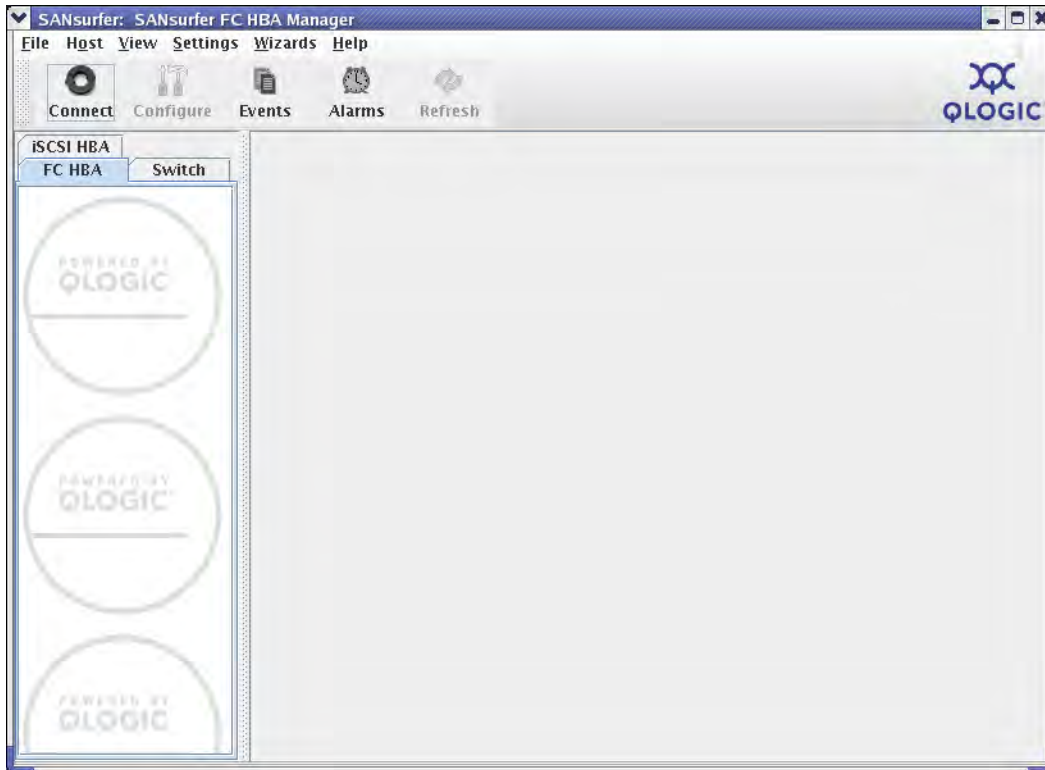 SANsurfer: SANsurfer FC HBA Manager
File Host View Settings Wizards Help
Connect Configure Events Alarms Refresh
QLOGIC
iSCSI HBA
FC HBA Switch
POWERED BY
QLOGIC
POWERED BY
QLOGIC
POWERED BY
QLOGIC